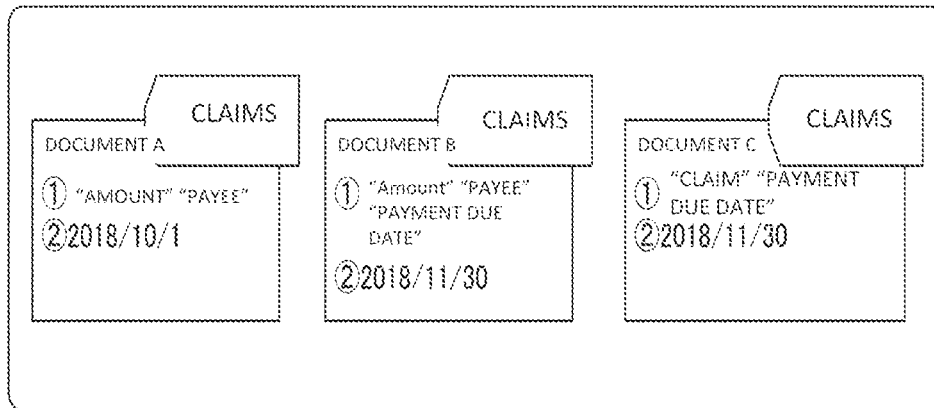 CLAIMS
DOCUMENT A
① "AMOUNT" "PAYEE"
②2018/10/1
CLAIMS
DOCUMENT B
① "Amount" "PAYEE"
"PAYMENT DUE
DATE"
②2018/11/30
CLAIMS
DOCUMENT C
① "CLAIM" "PAYMENT
DUE DATE"
②2018/11/30